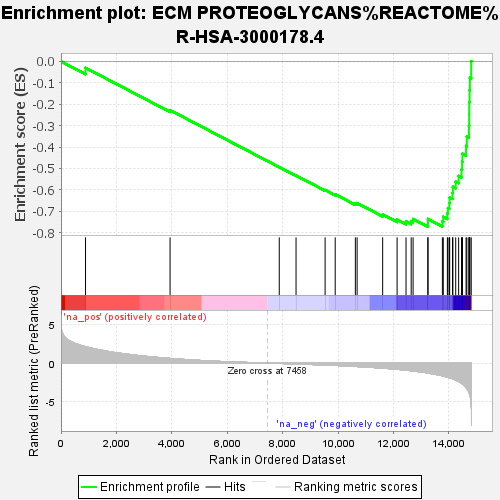 Enrichment plot: ECM PROTEOGLYCANS%REACTOME%
R-HSA-3000178.4
Enrichment score (ES)
0.0
-0.1
-0.2
-0.3
-0.4
-0.5
-0.6
-0.7
-0.8
'na_pos' (positively correlated)
Ranked list metric (PreRanked)
5
0
-5
Zero cross at 7458
'na_neg' (negatively correlated)
0
2,000
4,000
6,000
8,000
10,000
12,000
14,000
Rank in Ordered Dataset
Enrichment profile
Hits
Ranking metric scores